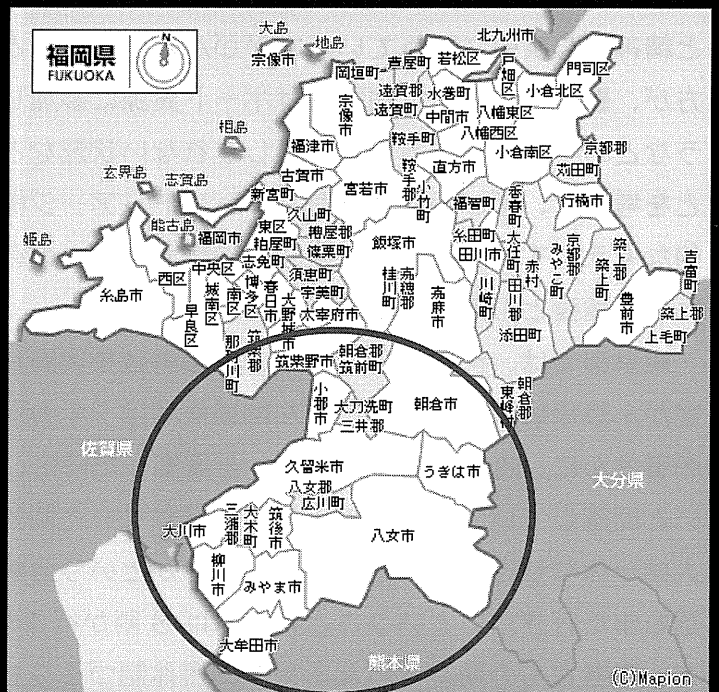 福岡県
FUKUOKA
大島
地島
宗像市
北九州市
芦屋町
若松区
戸畑区
門司区
岡垣町
遠賀郡
水巻町
小倉北区
宗像市
遠賀町
中間市
八幡東区
八幡西区
相島
福津市
鞍手町
小倉南区
京都郡
苅田町
玄界島
志賀島
古賀市
宮若市
鞍手郡
小竹町
直方市
行橋市
新宮町
久山町
福智町
香春町
姫島
能古島
福岡市
東区
糟屋郡
粕屋町
篠栗町
飯塚市
糸田町
田川市
大任町
赤村
京都郡
みやこ町
築上郡
築上町
吉富町
糸島市
西区
中央区
志免町
須恵町
桂川町
嘉穂郡
嘉麻市
川崎町
田川郡
豊前市
築上郡
上毛町
早良区
城南区
南区
博多区
春日市
大野城市
宇美町
太宰府市
添田町
那珂川町
筑紫郡
筑紫野市
朝倉郡
筑前町
小郡市
大刀洗町
三井郡
朝倉市
東峰村
朝倉郡
佐賀県
大分県
久留米市
うきは市
八女郡
広川町
大川市
三潴郡
大木町
筑後市
八女市
柳川市
みやま市
大牟田市
熊本県
(C)Mapion